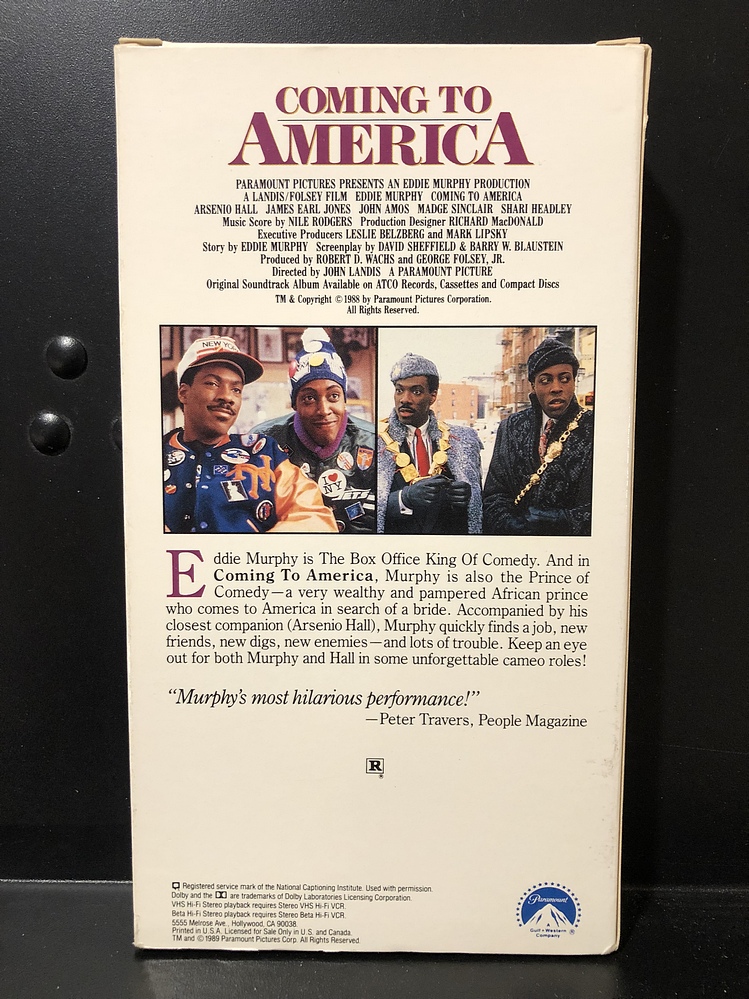 COMING TO
AMERICA
PARAMOUNT PICTURES PRESENTS AN EDDIE MURPHY PRODUCTION
A LANDIS/FOLSEY FILM EDDIE MURPHY COMING TO AMERICA
ARSENIO HALL JAMES EARL JONES JOHN AMOS MADGE SINCLAIR SHARI HEADLEY
Music Score by NILE RODGERS Production Designer RICHARD MacDONALD
Executive Producers LESLIE BELZBERG and MARK LIPSKY
Story by EDDIE MURPHY Screenplay by DAVID SHEFFIELD & BARRY W. BLAUSTEIN
Produced by ROBERT D. WACHS and GEORGE FOLSEY, JR.
Directed by JOHN LANDIS A PARAMOUNT PICTURE
Original Soundtrack Album Available on ATCO Records, Cassettes and Compact Discs
TM & Copyright © 1988 by Paramount Pictures Corporation.
All Rights Reserved.
NEW YO
I ♥
NY
Eddie Murphy is The Box Office King Of Comedy. And in
Coming To America, Murphy is also the Prince of
Comedy—a very wealthy and pampered African prince
who comes to America in search of a bride. Accompanied by his
closest companion (Arsenio Hall), Murphy quickly finds a job, new
friends, new digs, new enemies—and lots of trouble. Keep an eye
out for both Murphy and Hall in some unforgettable cameo roles!
“Murphy’s most hilarious performance!”
—Peter Travers, People Magazine
R
®
Registered service mark of the National Captioning Institute. Used with permission.
Dolby and the are trademarks of Dolby Laboratories Licensing Corporation.
VHS Hi-Fi Stereo playback requires Stereo VHS Hi-Fi VCR.
Beta Hi-Fi Stereo playback requires Stereo Beta Hi-Fi VCR.
5555 Melrose Ave., Hollywood, CA 90038.
Printed in U.S.A. Licensed for Sale Only in U.S. and Canada.
TM and © 1989 Paramount Pictures Corp. All Rights Reserved.
Paramount
Gulf + Western
Company
®